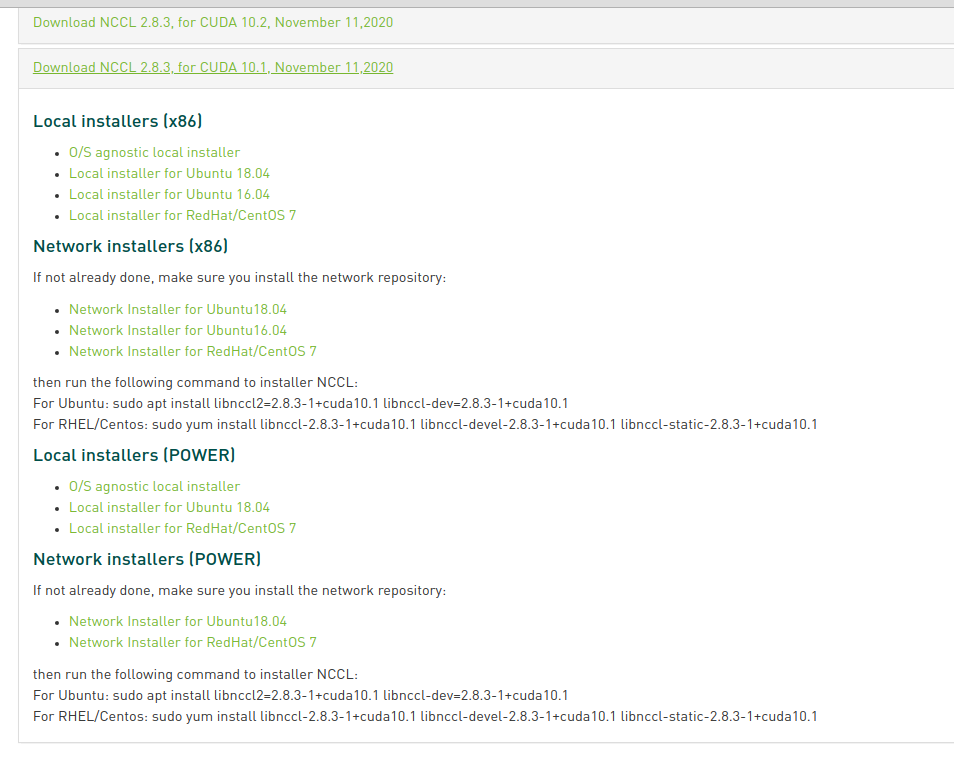 Download NCCL 2.8.3, for CUDA 10.2, November 11,2020
Download NCCL 2.8.3, for CUDA 10.1, November 11,2020
Local installers (x86)
O/S agnostic local installer
Local installer for Ubuntu 18.04
Local installer for Ubuntu 16.04
Local installer for RedHat/CentOS 7
Network installers (x86)
If not already done, make sure you install the network repository:
Network Installer for Ubuntu18.04
Network Installer for Ubuntu16.04
Network Installer for RedHat/CentOS 7
then run the following command to installer NCCL:
For Ubuntu: sudo apt install libnccl2=2.8.3-1+cuda10.1 libnccl-dev=2.8.3-1+cuda10.1
For RHEL/Centos: sudo yum install libnccl-2.8.3-1+cuda10.1 libnccl-devel-2.8.3-1+cuda10.1 libnccl-static-2.8.3-1+cuda10.1
Local installers (POWER)
O/S agnostic local installer
Local installer for Ubuntu 18.04
Local installer for RedHat/CentOS 7
Network installers (POWER)
If not already done, make sure you install the network repository:
Network Installer for Ubuntu18.04
Network Installer for RedHat/CentOS 7
then run the following command to installer NCCL:
For Ubuntu: sudo apt install libnccl2=2.8.3-1+cuda10.1 libnccl-dev=2.8.3-1+cuda10.1
For RHEL/Centos: sudo yum install libnccl-2.8.3-1+cuda10.1 libnccl-devel-2.8.3-1+cuda10.1 libnccl-static-2.8.3-1+cuda10.1